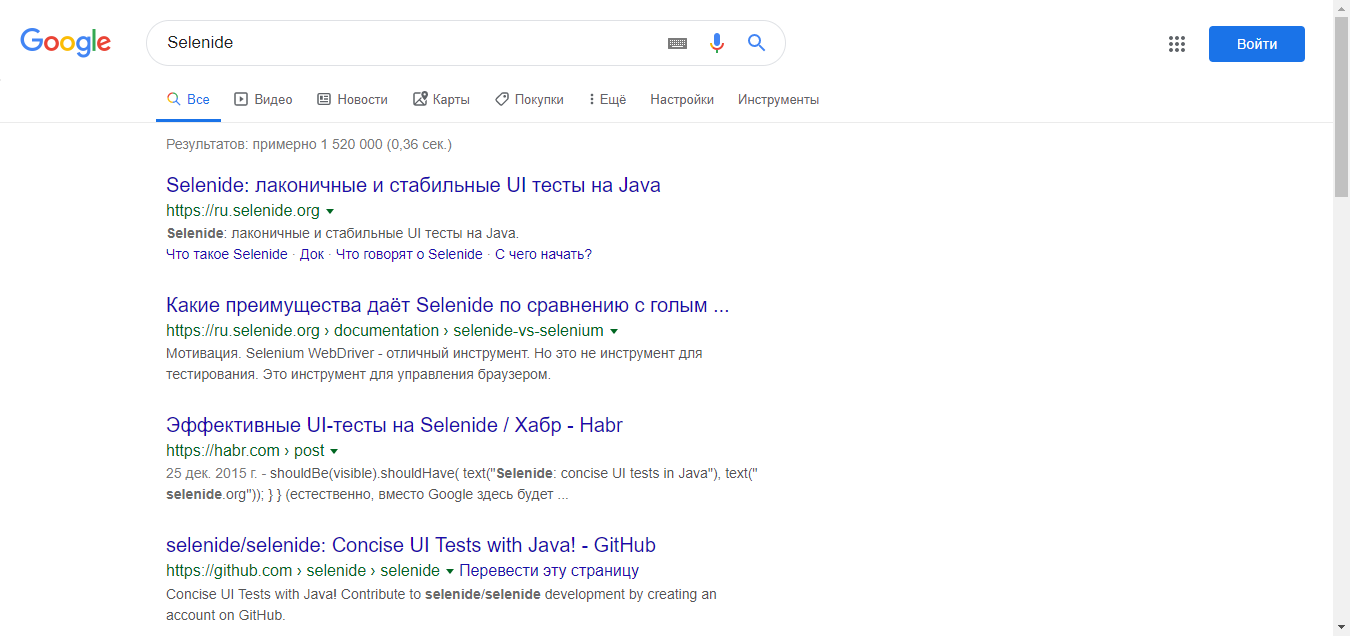 Google
Selenide
Войти
Все Видео Новости Карты Покупки Ещё Настройки Инструменты
Результатов: примерно 1 520 000 (0,36 сек.)
Selenide: лаконичные и стабильные UI тесты на Java
https://ru.selenide.org
Selenide: лаконичные и стабильные UI тесты на Java.
Что такое Selenide · Док · Что говорят о Selenide · С чего начать?
Какие преимущества даёт Selenide по сравнению с голым ...
https://ru.selenide.org › documentation › selenide-vs-selenium
Мотивация. Selenium WebDriver - отличный инструмент. Но это не инструмент для
тестирования. Это инструмент для управления браузером.
Эффективные UI-тесты на Selenide / Хабр - Habr
https://habr.com › post
25 дек. 2015 г. - shouldBe(visible).shouldHave( text("Selenide: concise UI tests in Java"), text("
selenide.org")); } } (естественно, вместо Google здесь будет ...
selenide/selenide: Concise UI Tests with Java! - GitHub
https://github.com › selenide › selenide Перевести эту страницу
Concise UI Tests with Java! Contribute to selenide/selenide development by creating an
account on GitHub.